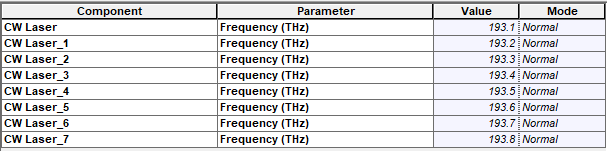 Component Parameter Value Mode
CW Laser Frequency (THz) 193.1 Normal
CW Laser_1 Frequency (THz) 193.2 Normal
CW Laser_2 Frequency (THz) 193.3 Normal
CW Laser_3 Frequency (THz) 193.4 Normal
CW Laser_4 Frequency (THz) 193.5 Normal
CW Laser_5 Frequency (THz) 193.6 Normal
CW Laser_6 Frequency (THz) 193.7 Normal
CW Laser_7 Frequency (THz) 193.8 Normal